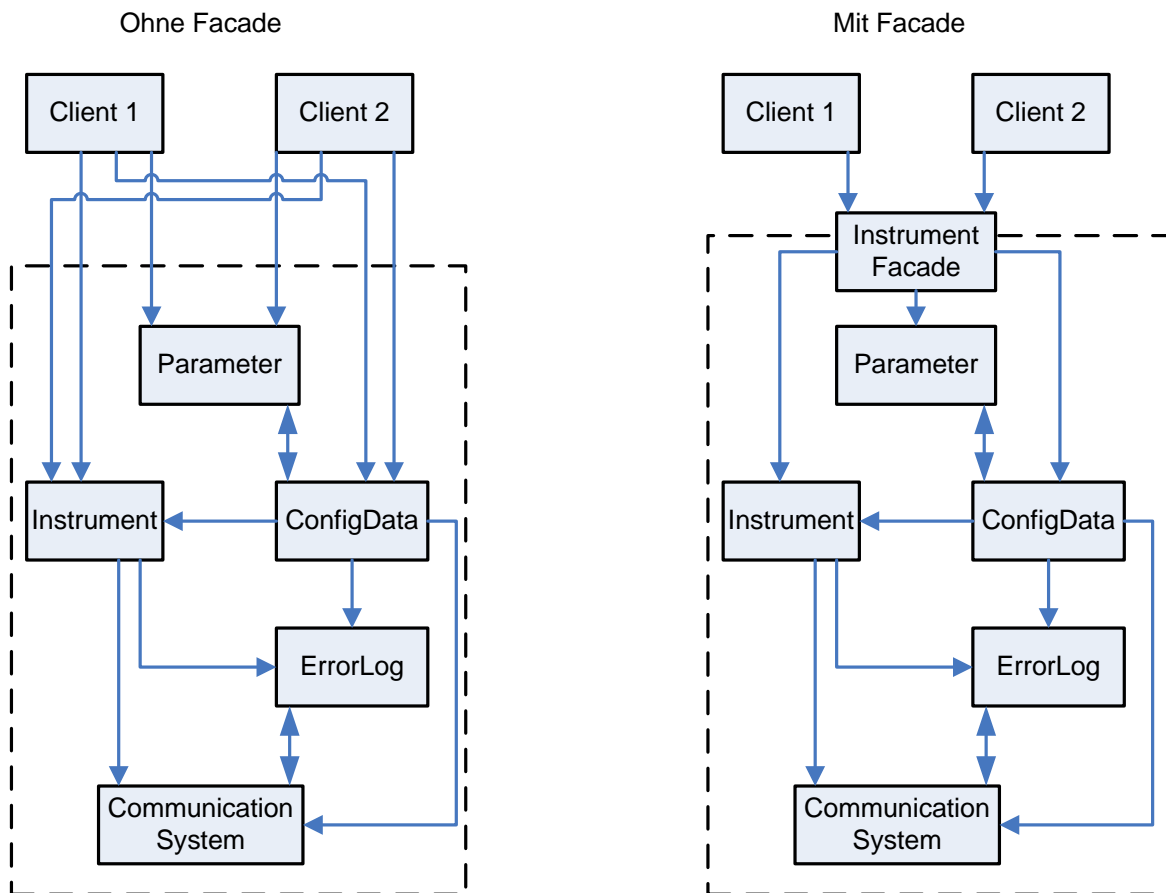 Ohne Facade
Client 1
Client 2
Parameter
Instrument
ConfigData
ErrorLog
Communication
System
Mit Facade
Client 1
Client 2
Instrument
Facade
Parameter
Instrument
ConfigData
ErrorLog
Communication
System